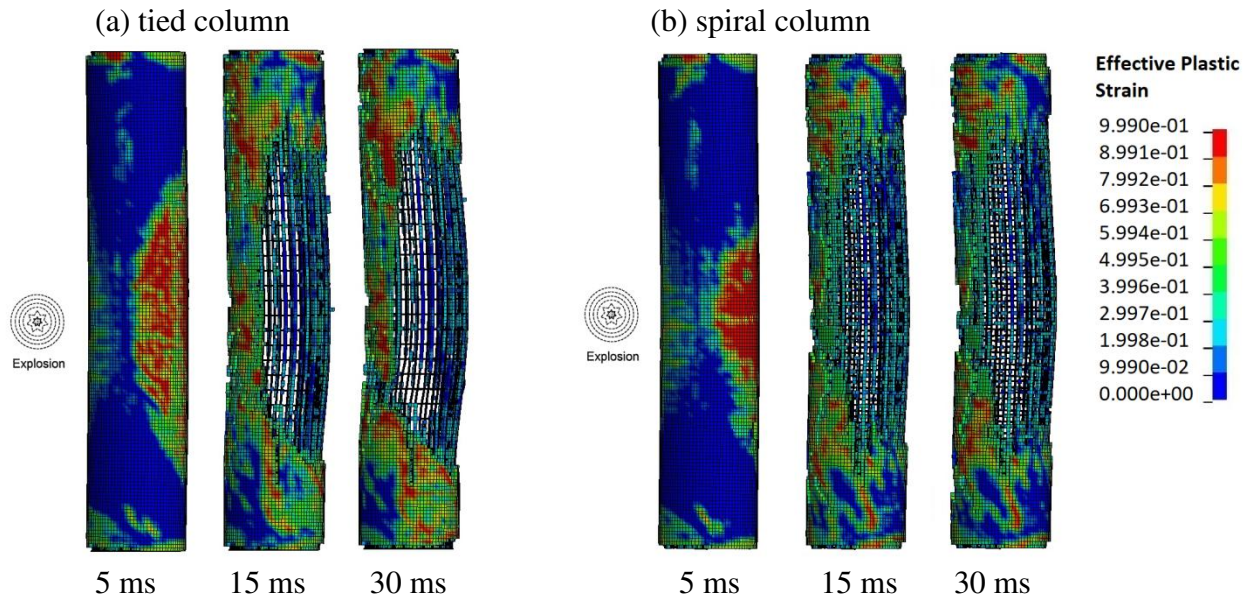 (a) tied column
(b) spiral column
Explosion
Explosion
Effective Plastic
Strain
9.990e-01
8.991e-01
7.992e-01
6.993e-01
5.994e-01
4.995e-01
3.996e-01
2.997e-01
1.998e-01
9.990e-02
0.000e+00
5 ms
15 ms
30 ms
5 ms
15 ms
30 ms